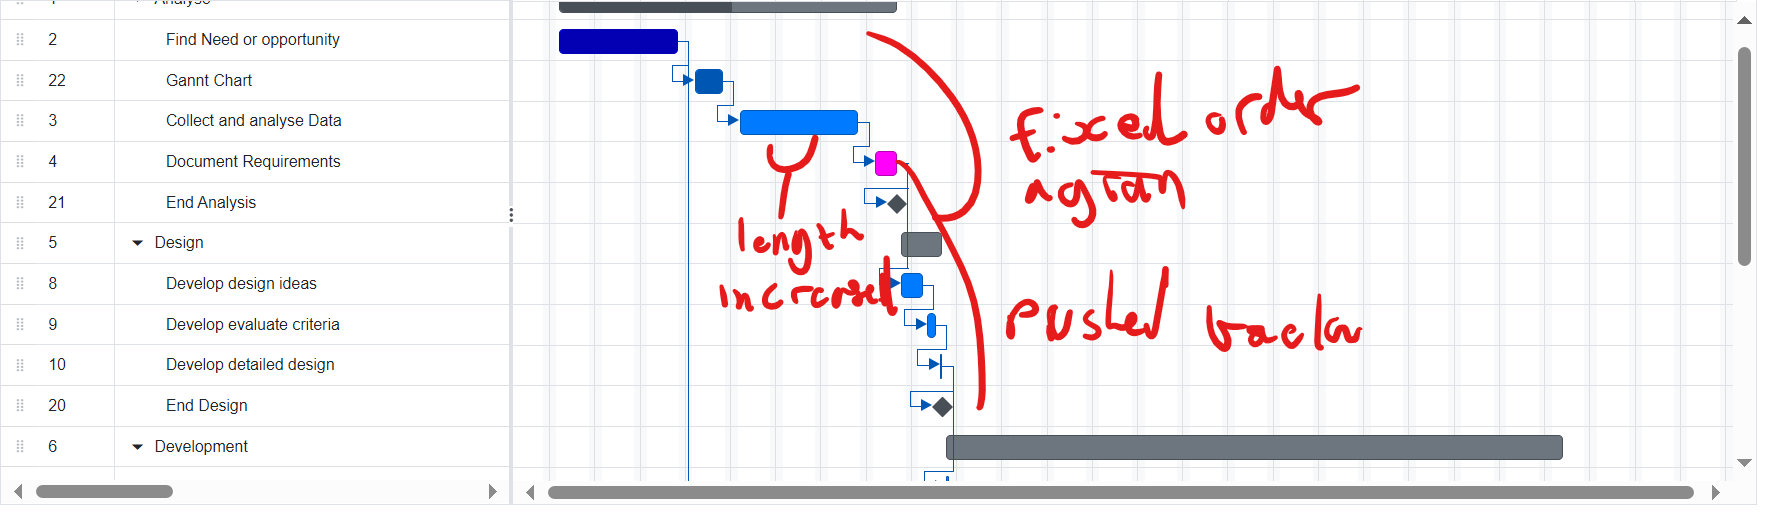 Analyse
2 Find Need or opportunity
22 Gannt Chart
3 Collect and analyse Data
4 Document Requirements
21 End Analysis
5 Design
8 Develop design ideas
9 Develop evaluate criteria
10 Develop detailed design
20 End Design
6 Development
fixed order
again
length
increased
pushed back